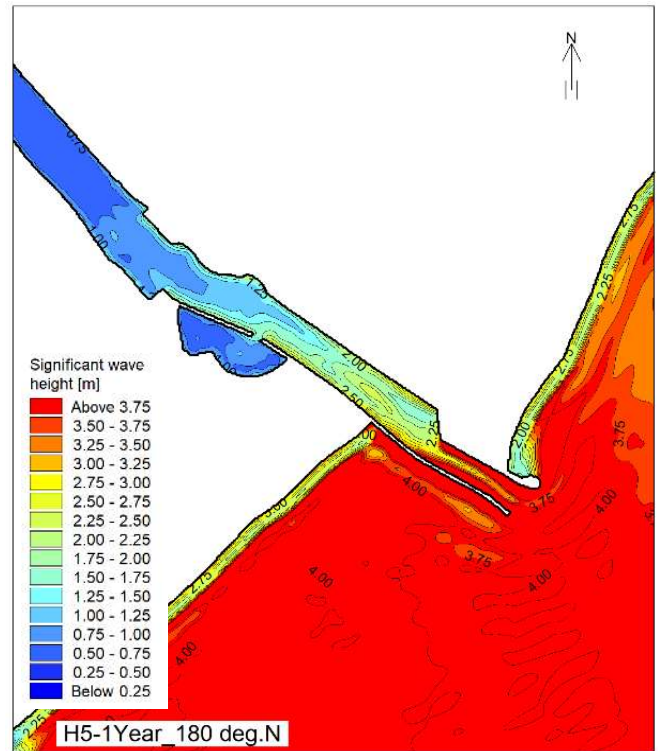 N
0.75
1.00
1.25
2.00
2.50
2.25
2.75
2.25
2.75
2.00
3.75
3.75
4.00
4.00
3.75
4.00
3.00
2.75
4.00
4.00
2.25
Significant wave
height [m]
Above 3.75
3.50 - 3.75
3.25 - 3.50
3.00 - 3.25
2.75 - 3.00
2.50 - 2.75
2.25 - 2.50
2.00 - 2.25
1.75 - 2.00
1.50 - 1.75
1.25 - 1.50
1.00 - 1.25
0.75 - 1.00
0.50 - 0.75
0.25 - 0.50
Below 0.25
H5-1Year_180 deg.N